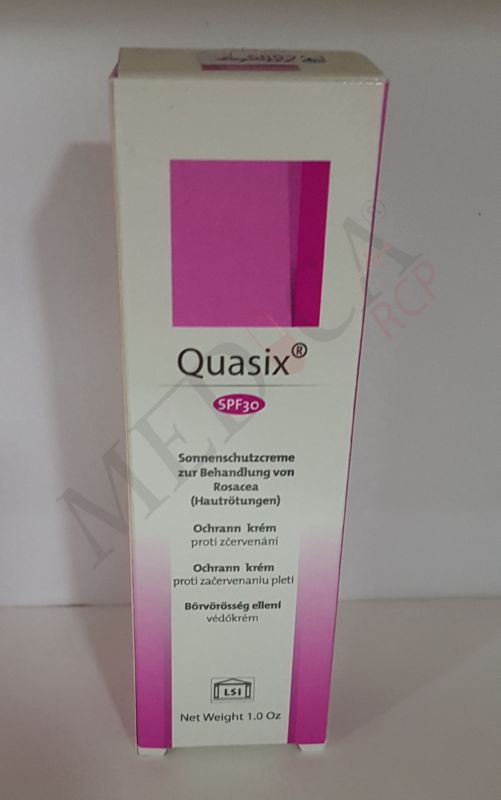 Quasix®
SPF30
Sonnenschutzcreme
zur Behandlung von
Rosacea
(Hautrötungen)
Ochrann krém
proti zčervenání
Ochrann krém
proti začervenaniu pleti
Börvörösség elleni
védőkrém
LSI
Net Weight 1.0 Oz
MEDICA®
RCP